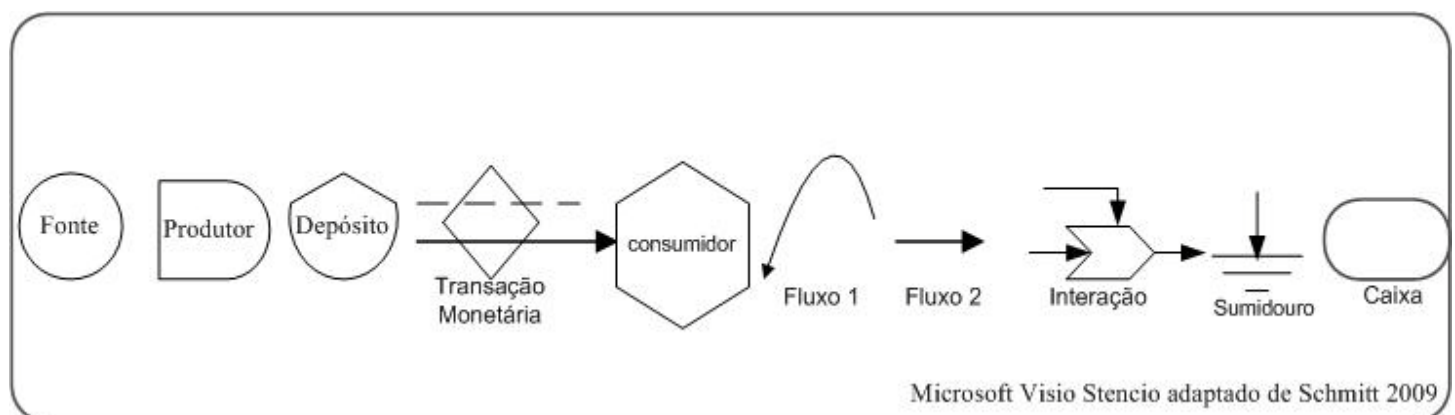 Fonte
Produtor
Depósito
Transação
Monetária
consumidor
Fluxo 1
Fluxo 2
Interação
Sumidouro
Caixa
Microsoft Visio Stencio adaptado de Schmitt 2009